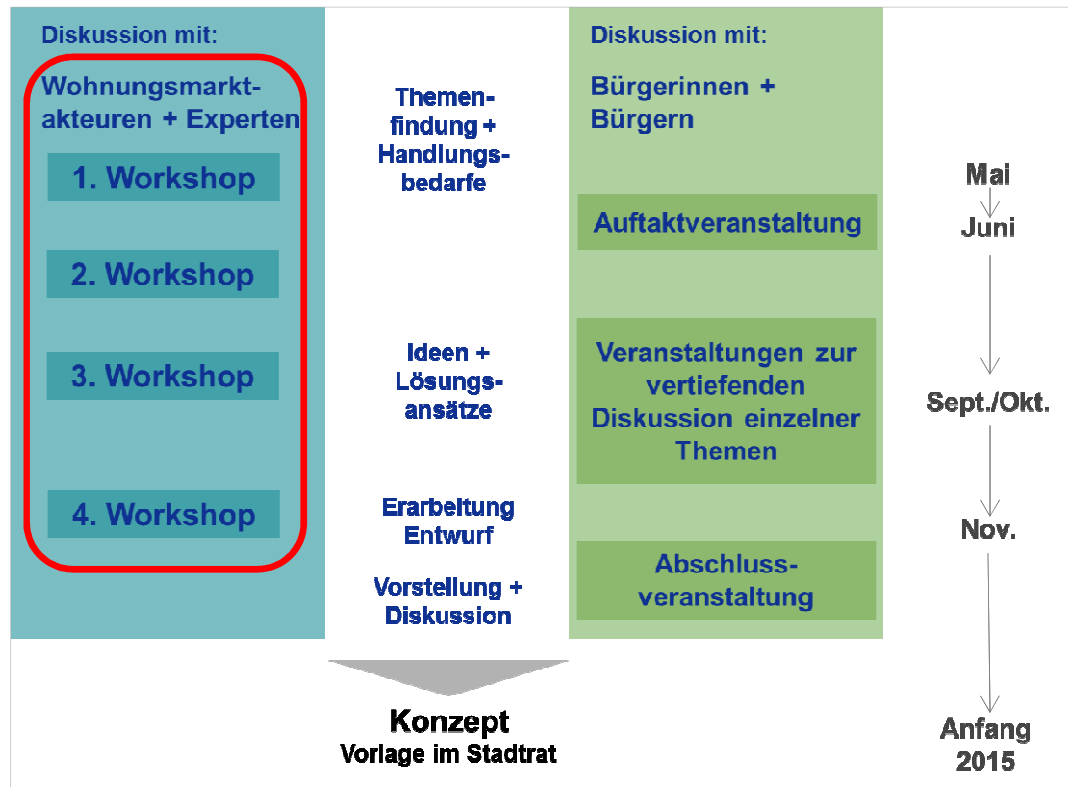 Diskussion mit:
Wohnungsmarkt-
akteuren + Experten
1. Workshop
2. Workshop
3. Workshop
4. Workshop
Themen-
findung +
Handlungs-
bedarfe
Ideen +
Lösungs-
ansätze
Erarbeitung
Entwurf
Vorstellung +
Diskussion
Diskussion mit:
Bürgerinnen +
Bürgern
Auftaktveranstaltung
Veranstaltungen zur
vertiefenden
Diskussion einzelner
Themen
Abschluss-
veranstaltung
Mai
Juni
Sept./Okt.
Nov.
Anfang
2015
Konzept
Vorlage im Stadtrat